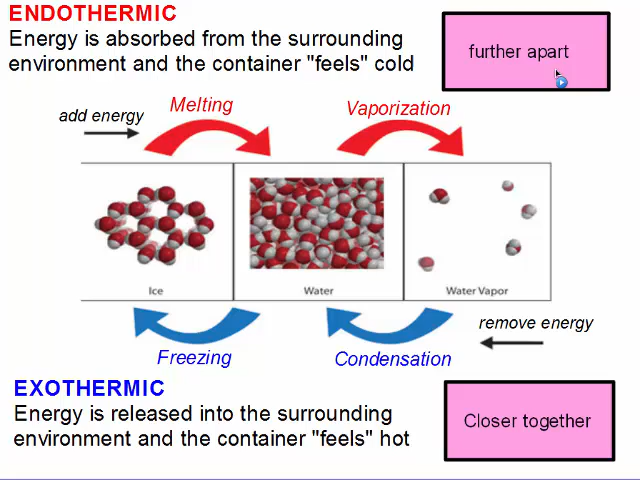 ENDOTHERMIC
Energy is absorbed from the surrounding
environment and the container "feels" cold
further apart
add energy
Melting
Vaporization
Ice
Water
Water Vapor
Freezing
Condensation
remove energy
EXOTHERMIC
Energy is released into the surrounding
environment and the container "feels" hot
Closer together